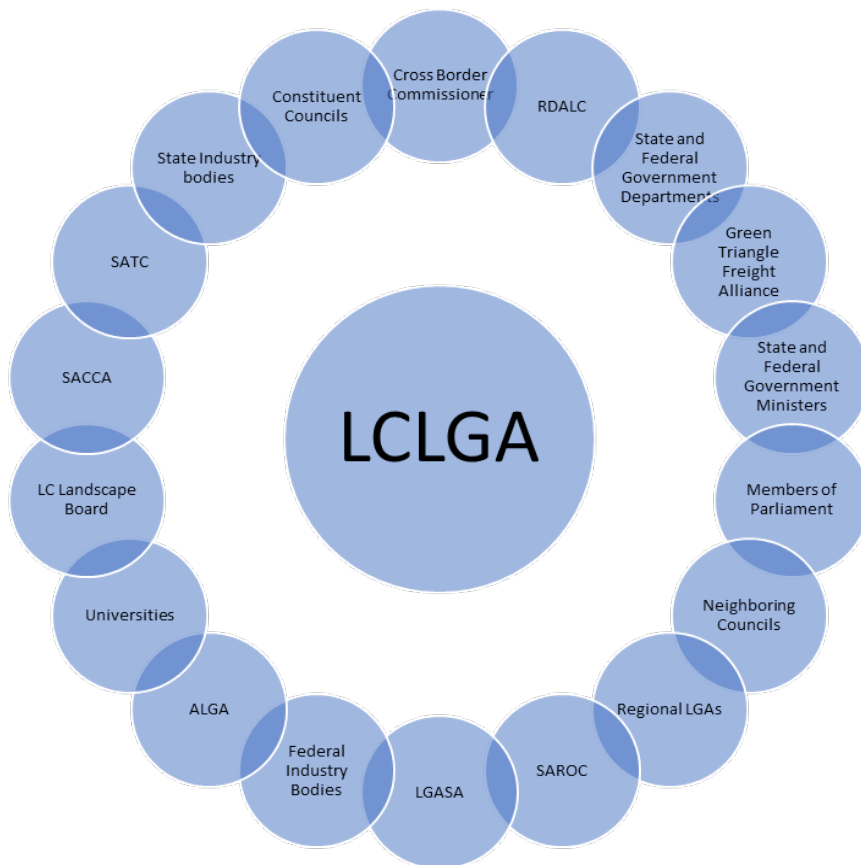 Cross Border
Commissioner
RDALC
State and
Federal
Government
Departments
Green
Triangle
Freight
Alliance
State and
Federal
Government
Ministers
Members of
Parliament
Neighboring
Councils
Regional LGAs
SAROC
LGASA
Federal
Industry
Bodies
ALGA
Universities
LC Landscape
Board
SACCA
SATC
State Industry
bodies
Constituent
Councils
LCLGA